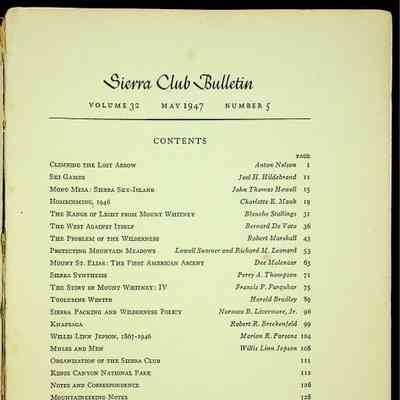 Sierra Club Bulletin
VOLUME 32 MAY 1947 NUMBER 5
CONTENTS
PAGE
CLIMBING THE LOST ARROW Anton Nelson 1
SKI GAMES Joel H. Hildebrand 11
MONO MESA: SIERRA SKY-ISLAND John Thomas Howell 15
HOMESTEADING, 1946 Charlotte E. Mauk 19
THE RANGE OF LIGHT FROM MOUNT WHITNEY Blanche Stallings 31
THE WEST AGAINST ITSELF Bernard De Voto 36
THE PROBLEM OF THE WILDERNESS Robert Marshall 43
PROTECTING MOUNTAIN MEADOWS Lowell Sumner and Richard M. Leonard 53
MOUNT ST. ELIAS: THE FIRST AMERICAN ASCENT Dee Molenaar 63
SIERRA SYNTHESIS Perry A. Thompson 71
THE STORY OF MOUNT WHITNEY: IV Francis P. Farquhar 75
TUOLUMNE WINTER Harold Bradley 89
SIERRA PACKING AND WILDERNESS POLICY Norman B. Livermore, Jr. 96
KNAPSACK Robert R. Breckenfeld 99
WILLIS LINN JEPSON, 1867-1946 Marion R. Parsons 104
MULES AND MEN Willis Linn Jepson 106
ORGANIZATION OF THE SIERRA CLUB 111
KINGS CANYON NATIONAL PARK 122
NOTES AND CORRESPONDENCE 126
MOUNTAINEERING NOTES 128